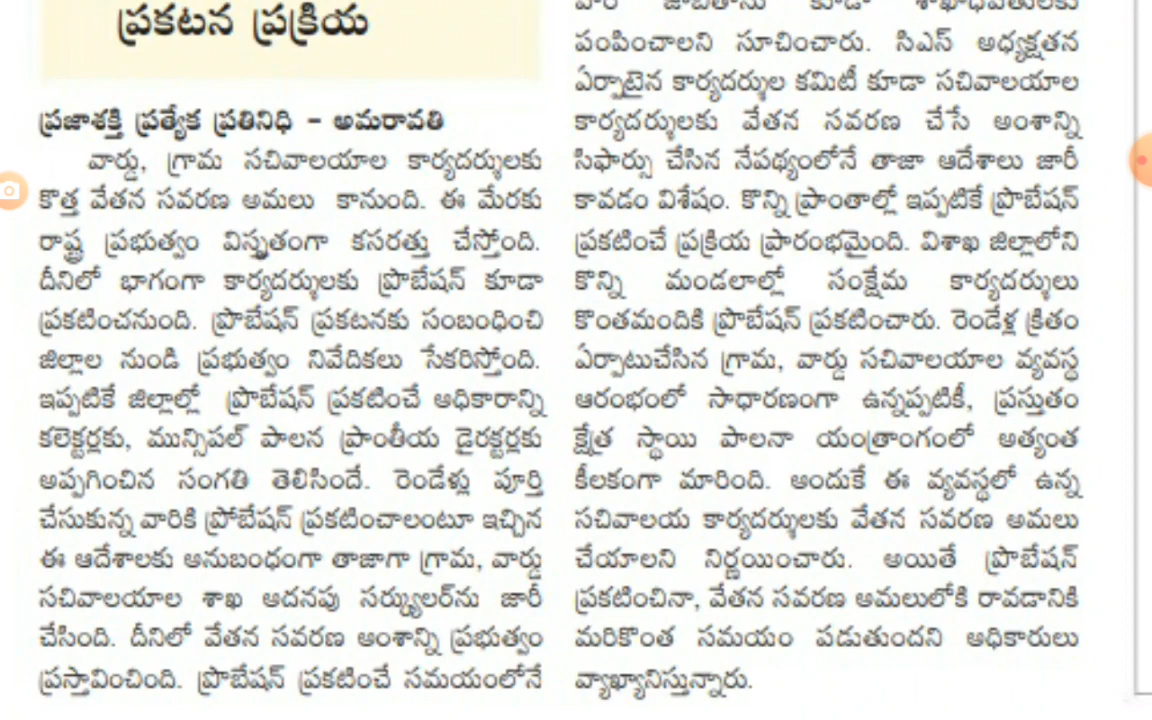 ప్రకటన ప్రక్రియ
ప్రజాశక్తి ప్రత్యేక ప్రతినిధి - అమరావతి
వార్డు, గ్రామ సచివాలయాల కార్యదర్శులకు
కొత్త వేతన సవరణ అమలు కానుంది. ఈ మేరకు
రాష్ట్ర ప్రభుత్వం విస్తృతంగా కసరత్తు చేస్తోంది.
దీనిలో భాగంగా కార్యదర్శులకు ప్రొబేషన్ కూడా
ప్రకటించనుంది. ప్రొబేషన్ ప్రకటనకు సంబంధించి
జిల్లాల నుండి ప్రభుత్వం నివేదికలు సేకరిస్తోంది.
ఇప్పటికే జిల్లాల్లో ప్రొబేషన్ ప్రకటించే అధికారాన్ని
కలెక్టర్లకు, మున్సిపల్ పాలన ప్రాంతీయ డైరక్టర్లకు
అప్పగించిన సంగతి తెలిసిందే. రెండేళ్లు పూర్తి
చేసుకున్న వారికి ప్రోబేషన్ ప్రకటించాలంటూ ఇచ్చిన
ఈ ఆదేశాలకు అనుబంధంగా తాజాగా గ్రామ, వార్డు
సచివాలయాల శాఖ అదనపు సర్క్యులర్‌ను జారీ
చేసింది. దీనిలో వేతన సవరణ అంశాన్ని ప్రభుత్వం
ప్రస్తావించింది. ప్రొబేషన్ ప్రకటించే సమయంలోనే
వారి జాబితాను కూడా శాఖాధిపతులకు
పంపించాలని సూచించారు. సిఎస్ అధ్యక్షతన
ఏర్పాటైన కార్యదర్శుల కమిటీ కూడా సచివాలయాల
కార్యదర్శులకు వేతన సవరణ చేసే అంశాన్ని
సిఫార్సు చేసిన నేపథ్యంలోనే తాజా ఆదేశాలు జారీ
కావడం విశేషం. కొన్ని ప్రాంతాల్లో ఇప్పటికే ప్రొబేషన్
ప్రకటించే ప్రక్రియ ప్రారంభమైంది. విశాఖ జిల్లాలోని
కొన్ని మండలాల్లో సంక్షేమ కార్యదర్శులు
కొంతమందికి ప్రొబేషన్ ప్రకటించారు. రెండేళ్ల క్రితం
ఏర్పాటుచేసిన గ్రామ, వార్డు సచివాలయాల వ్యవస్థ
ఆరంభంలో సాధారణంగా ఉన్నప్పటికీ, ప్రస్తుతం
క్షేత్ర స్థాయి పాలనా యంత్రాంగంలో అత్యంత
కీలకంగా మారింది. అందుకే ఈ వ్యవస్థలో ఉన్న
సచివాలయ కార్యదర్శులకు వేతన సవరణ అమలు
చేయాలని నిర్ణయించారు. అయితే ప్రొబేషన్
ప్రకటించినా, వేతన సవరణ అమలులోకి రావడానికి
మరికొంత సమయం పడుతుందని అధికారులు
వ్యాఖ్యానిస్తున్నారు.